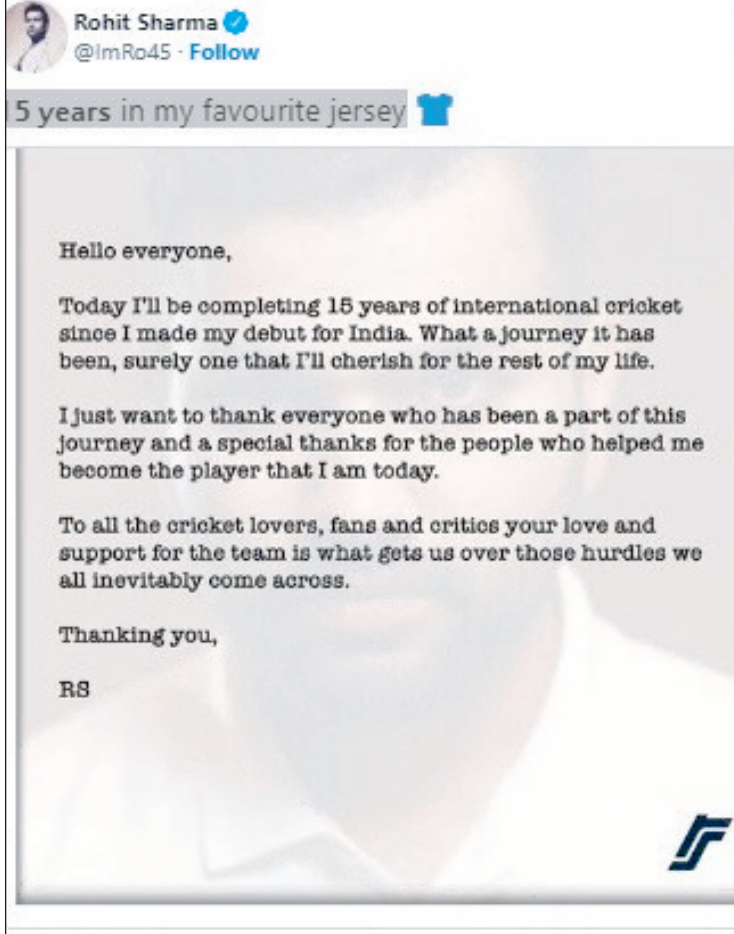 Rohit Sharma
@ImRo45 · Follow
15 years in my favourite jersey
Hello everyone,
Today I'll be completing 15 years of international cricket
since I made my debut for India. What a journey it has
been, surely one that I'll cherish for the rest of my life.
I just want to thank everyone who has been a part of this
journey and a special thanks for the people who helped me
become the player that I am today.
To all the cricket lovers, fans and critics your love and
support for the team is what gets us over those hurdles we
all inevitably come across.
Thanking you,
RS